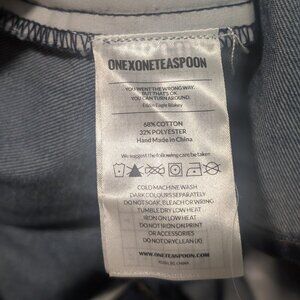 ONEXONETEASPOON
YOU WENT THE WRONG WAY.
BUT THAT'S OK.
YOU CAN TURN AROUND.
68% COTTON
32% POLYESTER
Hand Made in China
We suggest the following care be taken
COLD MACHINE WASH
DARK COLOURS SEPARATELY
DO NOT SOAK, BLEACH OR WRING
TUMBLE DRY LOW HEAT
IRON ON LOW HEAT
DO NOT IRON ON PRINT
OR ACCESSORIES
DO NOT DRYCLEAN (X)
WWW.ONETEASPOON.COM